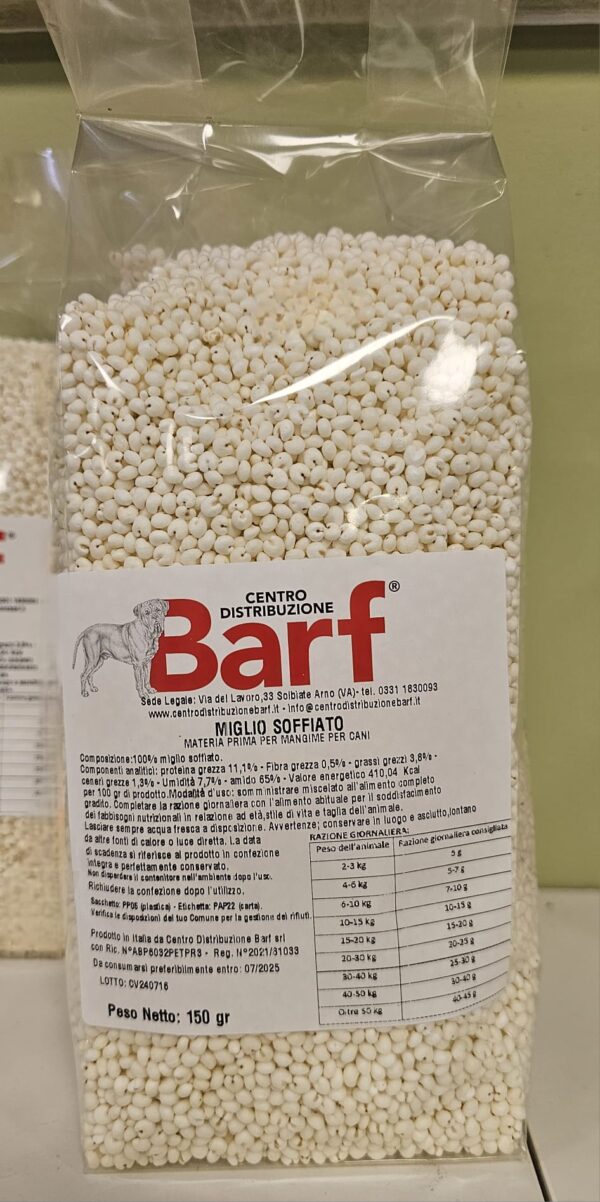 CENTRO
DISTRIBUZIONE
Barf®
Sede Legale: Via del Lavoro,33 Solbiate Arno (VA)- tel. 0331 1830093
www.centrodistribuzionebarf.it - info@centrodistribuzionebarf.it
MIGLIO SOFFIATO
MATERIA PRIMA PER MANGIME PER CANI
Composizione:100% miglio soffiato.
Componenti analitici: proteina grezza 11,1% - Fibra grezza 0,5% - grassi grezzi 3,8% -
ceneri grezze 1,3% - Umidità 7,7% - amido 65% - Valore energetico 410,04 Kcal
per 100 gr di prodotto.Modalità d'uso: somministrare miscelato all'alimento completo
gradito. Completare la razione giornaliera con l'alimento abituale per il soddisfacimento
dei fabbisogni nutrizionali in relazione ad età,stile di vita e taglia dell'animale.
Lasciare sempre acqua fresca a disposizione. Avvertenze; conservare in luogo e asciutto,lontano
da altre fonti di calore o luce diretta. La data
di scadenza si riferisce al prodotto in confezione
integra e perfettamente conservato.
Non disperdere il contenitore nell'ambiente dopo l'uso.
Richiudere la confezione dopo l'utilizzo.
Sacchetto: PP05 (plastica) - Etichetta: PAP22 (carta).
Verifica le disposizioni del tuo Comune per la gestione dei rifiuti.
Prodotto in Italia da Centro Distribuzione Barf srl
con Ric. N°ABP6032PETPR3 - Reg. N°2021/31033
Da consumarsi preferibilmente entro: 07/2025
LOTTO: CV240716
Peso Netto: 150 gr
RAZIONE GIORNALIERA:
Peso dell'animale Razione giornaliera consigliata
2-3 kg 5 g
4-6 kg 5-7 g
6-10 kg 7-10 g
10-15 kg 10-15 g
15-20 kg 15-20 g
20-30 kg 20-25 g
30-40 kg 25-30 g
40-50 kg 30-40 g
Oltre 50 kg 40-45 g